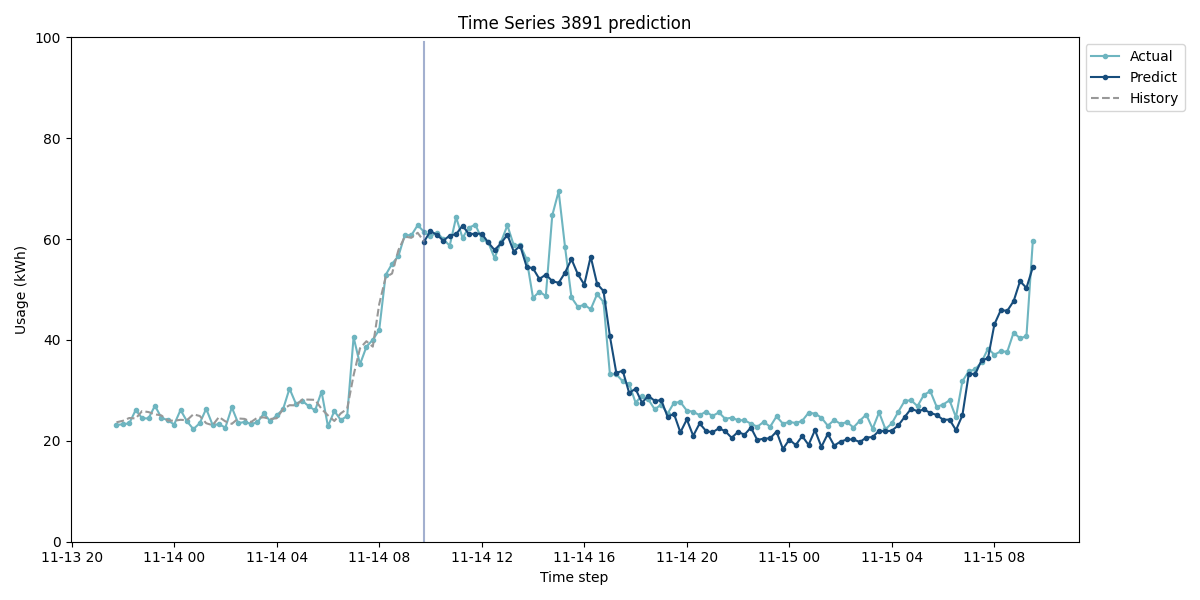 Time Series 3891 prediction
100
80
60
40
20
0
Usage (kWh)
11-13 20
11-14 00
11-14 04
11-14 08
11-14 12
11-14 16
11-14 20
11-15 00
11-15 04
11-15 08
Time step
Actual
Predict
History